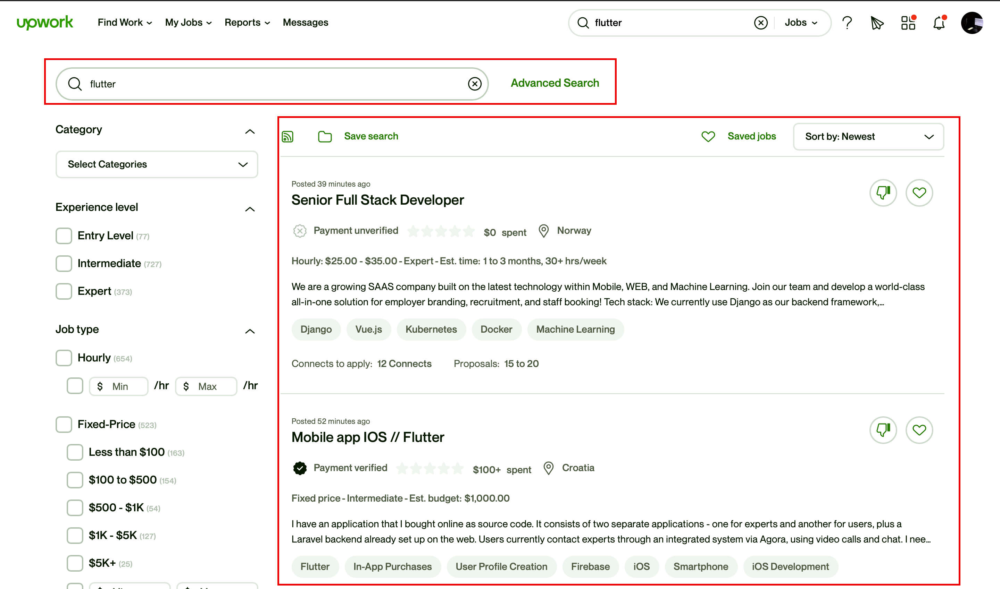 upwork
Find Work
My Jobs
Reports
Messages
flutter
Jobs
flutter
Advanced Search
Category
Select Categories
Experience level
Entry Level (77)
Intermediate (727)
Expert (373)
Job type
Hourly (654)
$ Min /hr $ Max /hr
Fixed-Price (523)
Less than $100 (163)
$100 to $500 (154)
$500 - $1K (54)
$1K - $5K (127)
$5K+ (25)
Save search
Saved jobs
Sort by: Newest
Posted 39 minutes ago
Senior Full Stack Developer
Payment unverified $0 spent Norway
Hourly: $25.00 - $35.00 - Expert - Est. time: 1 to 3 months, 30+ hrs/week
We are a growing SAAS company built on the latest technology within Mobile, WEB, and Machine Learning. Join our team and develop a world-class
all-in-one solution for employer branding, recruitment, and staff booking! Tech stack: We currently use Django as our backend framework,...
Django Vue.js Kubernetes Docker Machine Learning
Connects to apply: 12 Connects Proposals: 15 to 20
Posted 52 minutes ago
Mobile app IOS // Flutter
Payment verified $100+ spent Croatia
Fixed price - Intermediate - Est. budget: $1,000.00
I have an application that I bought online as source code. It consists of two separate applications - one for experts and another for users, plus a
Laravel backend already set up on the web. Users currently contact experts through an integrated system via Agora, using video calls and chat. I nee...
Flutter In-App Purchases User Profile Creation Firebase iOS Smartphone iOS Development